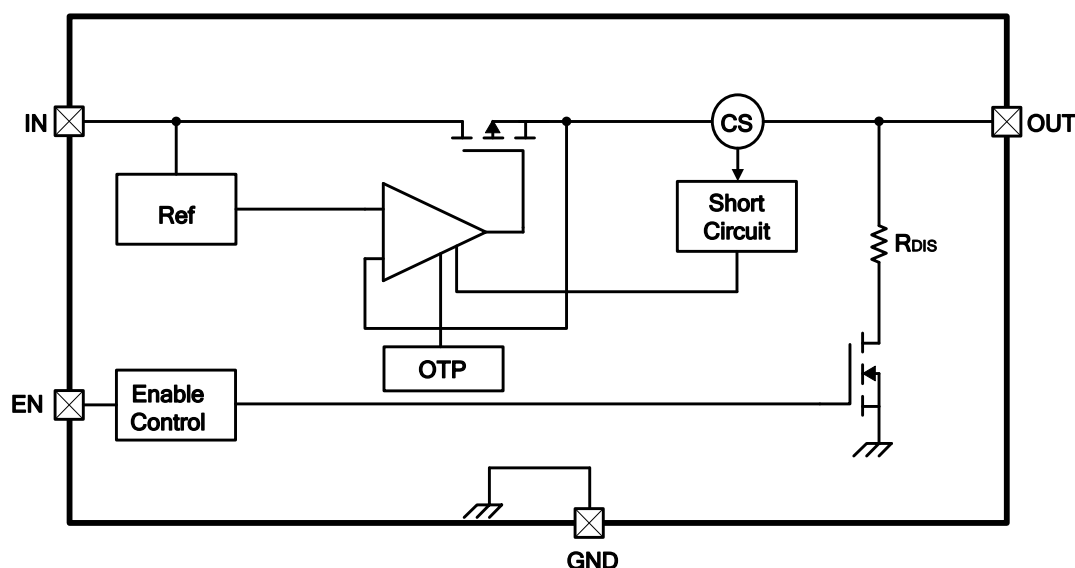 IN
CS
OUT
Ref
Short
Circuit
RDIS
OTP
EN
Enable
Control
GND